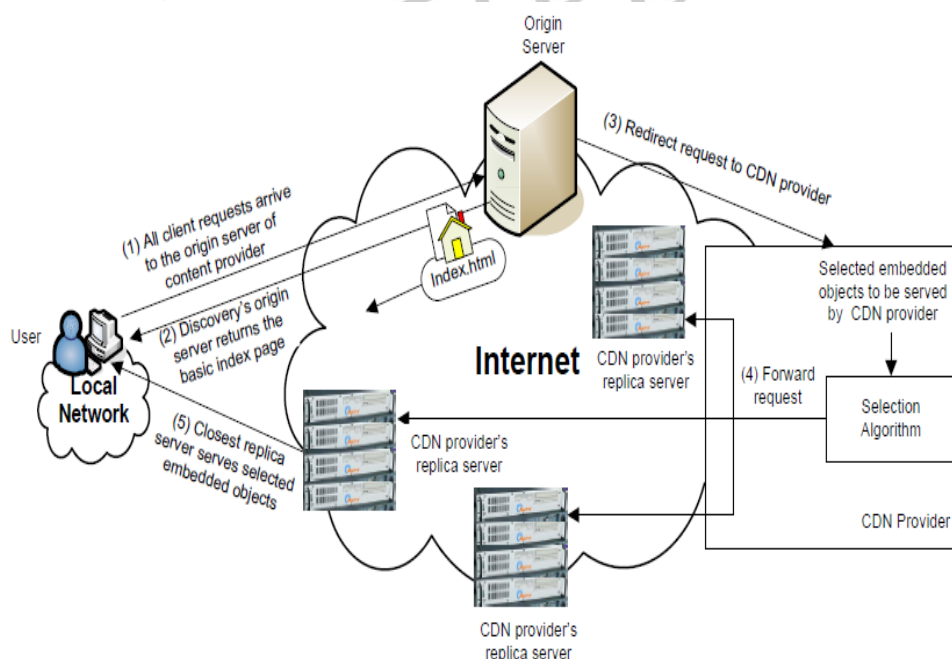 Origin
Server
(3) Redirect request to CDN provider
(1) All client requests arrive
to the origin server of
content provider
Index.html
(2) Discovery's origin
server returns the
basic index page
User
Local
Network
Internet
CDN provider's
replica server
Selected embedded
objects to be served
by CDN provider
(4) Forward
request
Selection
Algorithm
(5) Closest replica
server serves selected
embedded objects
CDN provider's
replica server
CDN Provider
CDN provider's
replica server